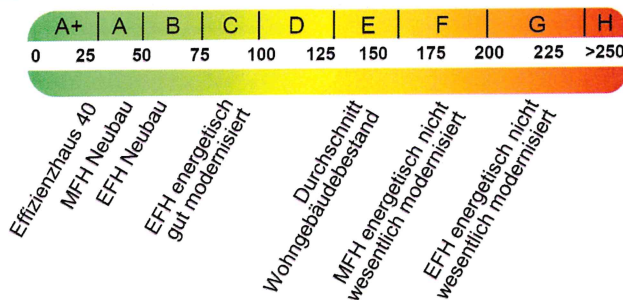 A+ A B C D E F G H
0 25 50 75 100 125 150 175 200 225 >250
Effizienzhaus 40
MFH Neubau
EFH Neubau
EFH energetisch
gut modernisiert
Durchschnitt
Wohngebäudebestand
MFH energetisch nicht
wesentlich modernisiert
EFH energetisch nicht
wesentlich modernisiert